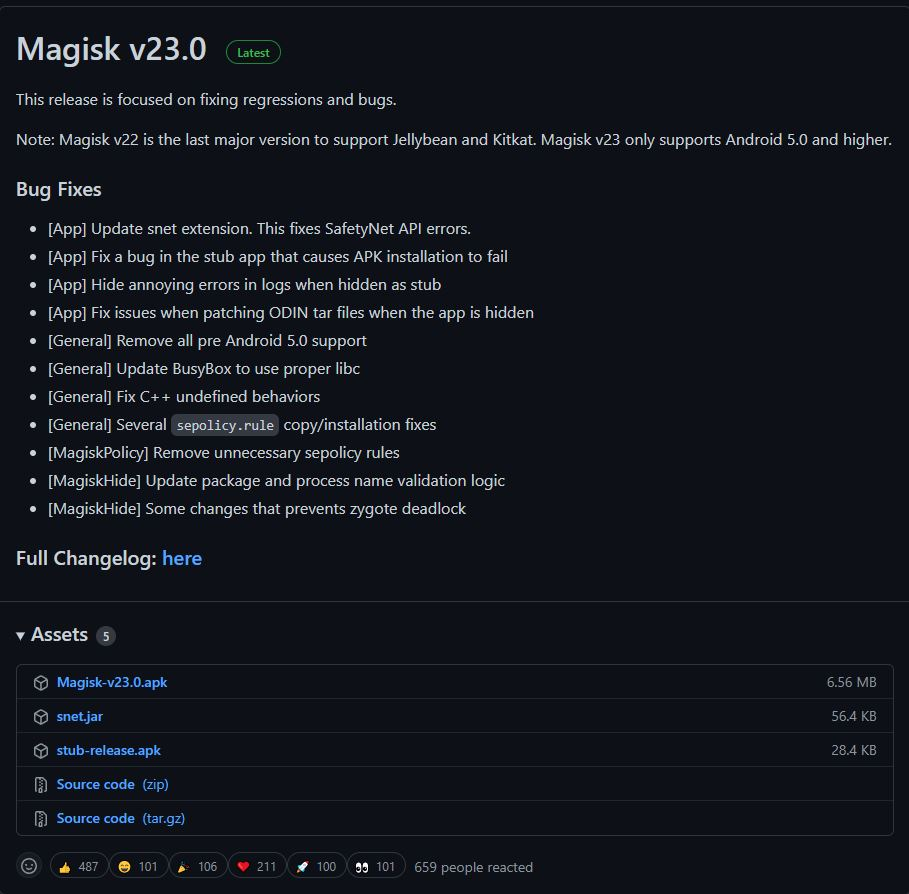 Magisk v23.0 Latest
This release is focused on fixing regressions and bugs.
Note: Magisk v22 is the last major version to support Jellybean and Kitkat. Magisk v23 only supports Android 5.0 and higher.
Bug Fixes
• [App] Update snet extension. This fixes SafetyNet API errors.
• [App] Fix a bug in the stub app that causes APK installation to fail
• [App] Hide annoying errors in logs when hidden as stub
• [App] Fix issues when patching ODIN tar files when the app is hidden
• [General] Remove all pre Android 5.0 support
• [General] Update BusyBox to use proper libc
• [General] Fix C++ undefined behaviors
• [General] Several sepolicy.rule copy/installation fixes
• [MagiskPolicy] Remove unnecessary sepolicy rules
• [MagiskHide] Update package and process name validation logic
• [MagiskHide] Some changes that prevents zygote deadlock
Full Changelog: here
▾ Assets 5
Magisk-v23.0.apk 6.56 MB
snet.jar 56.4 KB
stub-release.apk 28.4 KB
Source code (zip)
Source code (tar.gz)
👍 487 😄 101 🎉 106 ❤️ 211 🚀 100 👀 101 659 people reacted